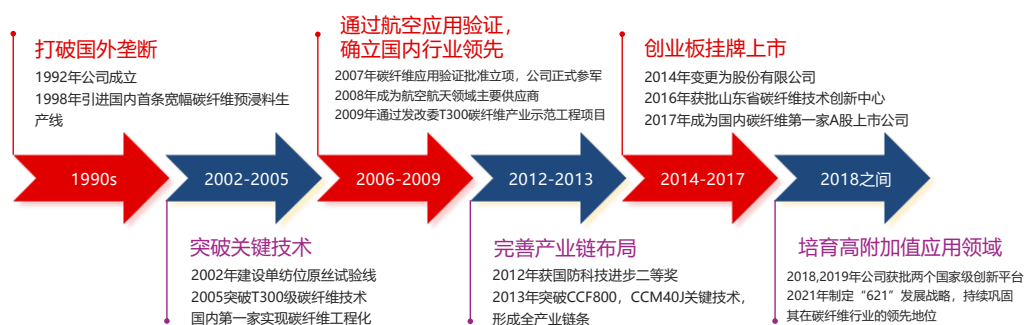 打破国外垄断
1992年公司成立
1998年引进国内首条宽幅碳纤维预浸料生
产线
通过航空应用验证，
确立国内行业领先
2007年碳纤维应用验证批准立项，公司正式参军
2008年成为航空航天领域主要供应商
2009年通过发改委T300碳纤维产业示范工程项目
创业板挂牌上市
2014年变更为股份有限公司
2016年获批山东省碳纤维技术创新中心
2017年成为国内碳纤维第一家A股上市公司
1990s
2002-2005
2006-2009
2012-2013
2014-2017
2018之间
突破关键技术
2002年建设单纺位原丝试验线
2005突破T300级碳纤维技术
国内第一家实现碳纤维工程化
完善产业链布局
2012年获国防科技进步二等奖
2013年突破CCF800，CCM40J关键技术，
形成全产业链条
培育高附加值应用领域
2018,2019年公司获批两个国家级创新平台
2021年制定“621”发展战略，持续巩固
其在碳纤维行业的领先地位